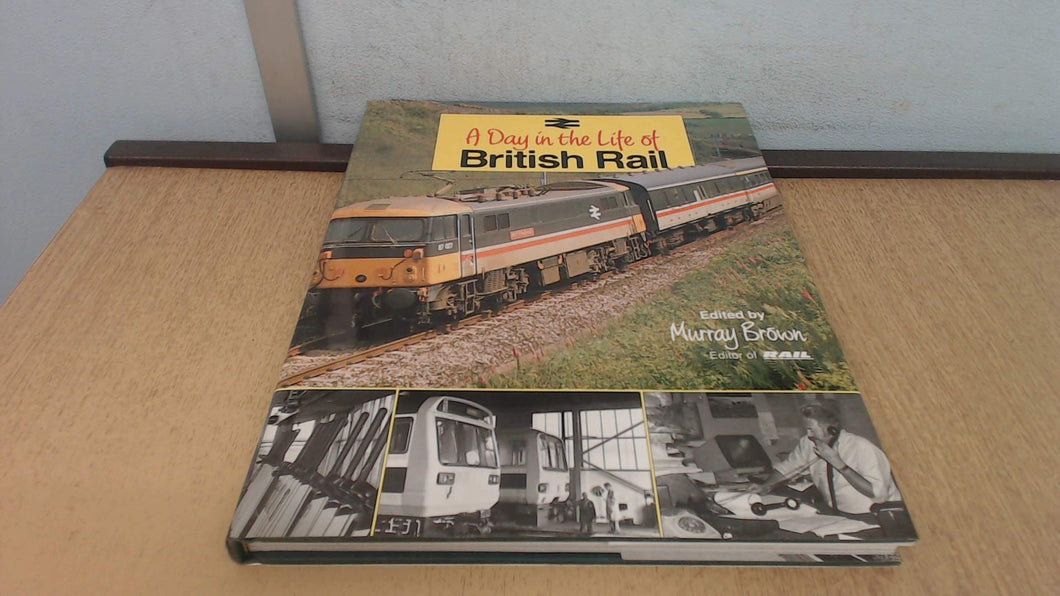 A Day in the Life of
British Rail
Edited by
Murray Brown
Editor of RAIL